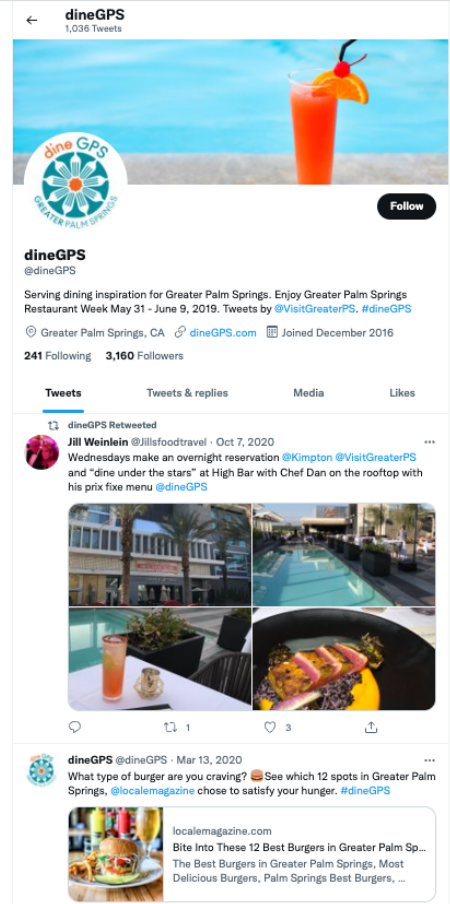 dineGPS
1,036 Tweets
dine GPS
GREATER PALM SPRINGS
Follow
dineGPS
@dineGPS
Serving dining inspiration for Greater Palm Springs. Enjoy Greater Palm Springs
Restaurant Week May 31 - June 9, 2019. Tweets by @VisitGreaterPS. #dineGPS
Greater Palm Springs, CA dineGPS.com Joined December 2016
241 Following 3,160 Followers
Tweets Tweets & replies Media Likes
dineGPS Retweeted
Jill Weinlein @Jillsfoodtravel · Oct 7, 2020 ...
Wednesdays make an overnight reservation @Kimpton @VisitGreaterPS
and “dine under the stars” at High Bar with Chef Dan on the rooftop with
his prix fixe menu @dineGPS
1 3
dineGPS @dineGPS · Mar 13, 2020 ...
What type of burger are you craving? 🍔See which 12 spots in Greater Palm
Springs, @localemagazine chose to satisfy your hunger. #dineGPS
localemagazine.com
Bite Into These 12 Best Burgers in Greater Palm Sp...
The Best Burgers in Greater Palm Springs, Most
Delicious Burgers, Palm Springs Best Burgers, ...